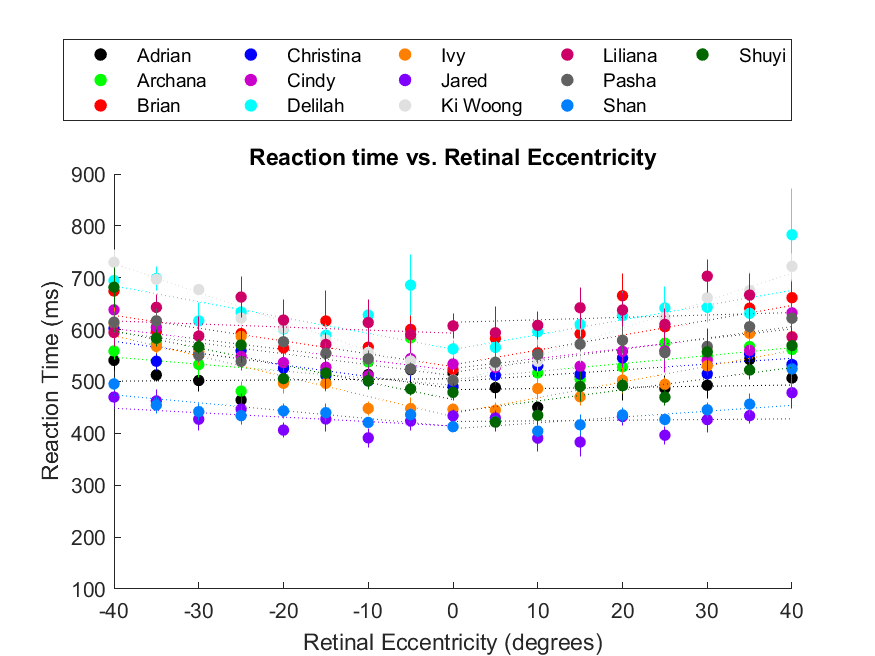 Adrian Christina Ivy Liliana Shuyi
Archana Cindy Jared Pasha
Brian Delilah Ki Woong Shan
Reaction time vs. Retinal Eccentricity
900
800
700
600
500
400
300
200
100
Reaction Time (ms)
-40 -30 -20 -10 0 10 20 30 40
Retinal Eccentricity (degrees)